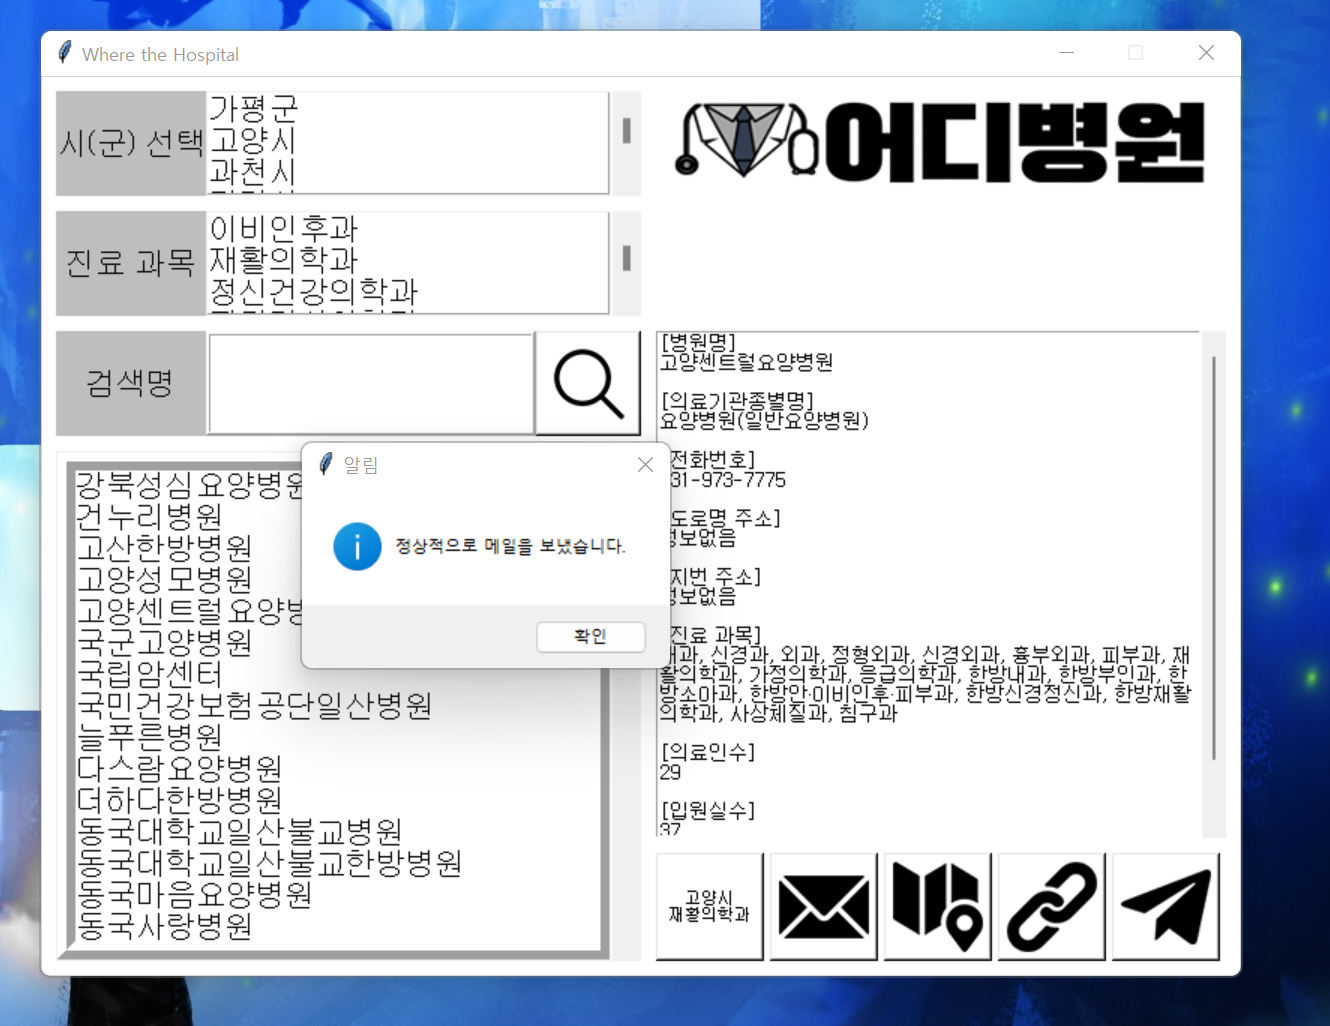 Where the Hospital
시(군) 선택
가평군
고양시
과천시
어디병원
진료 과목
이비인후과
재활의학과
정신건강의학과
검색명
[병원명]
고양센트럴요양병원
[의료기관종별명]
요양병원(일반요양병원)
전화번호]
31-973-7775
도로명 주소]
정보없음
지번 주소]
정보없음
진료 과목]
내과, 신경과, 외과, 정형외과, 신경외과, 흉부외과, 피부과, 재
활의학과, 가정의학과, 응급의학과, 한방내과, 한방부인과, 한
방소아과, 한방안·이비인후·피부과, 한방신경정신과, 한방재활
의학과, 사상체질과, 침구과
[의료인수]
29
[입원실수]
37
알림
정상적으로 메일을 보냈습니다.
확인
강북성심요양병원
건누리병원
고산한방병원
고양성모병원
고양센트럴요양병
국군고양병원
국립암센터
국민건강보험공단일산병원
늘푸른병원
다스람요양병원
더하다한방병원
동국대학교일산불교병원
동국대학교일산불교한방병원
동국마음요양병원
동국사랑병원
고양시
재활의학과